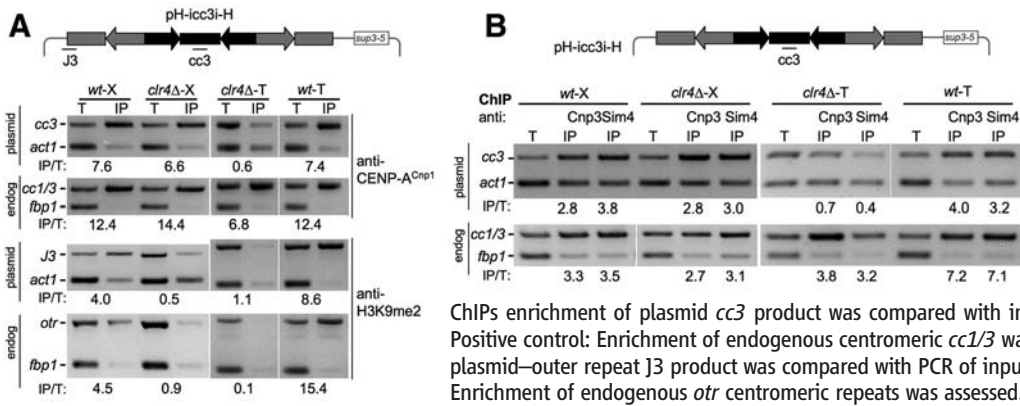 A
pH-icc3i-H
J3
cc3
sup3-5
wt-X clr4Δ-X clr4Δ-T wt-T
T IP T IP T IP T IP
plasmid
cc3
act1
IP/T: 7.6 6.6 0.6 7.4
endog
cc1/3
fbp1
IP/T: 12.4 14.4 6.8 12.4
anti-
CENP-ACnp1
plasmid
J3
act1
IP/T: 4.0 0.5 1.1 8.6
endog
otr
fbp1
IP/T: 4.5 0.9 0.1 15.4
anti-
H3K9me2
B
pH-icc3i-H
cc3
sup3-5
ChIP
anti:
wt-X clr4Δ-X clr4Δ-T wt-T
Cnp3 Sim4 Cnp3 Sim4 Cnp3 Sim4 Cnp3 Sim4
T IP IP T IP IP T IP IP T IP IP
plasmid
cc3
act1
IP/T: 2.8 3.8 2.8 3.0 0.7 0.4 4.0 3.2
endog
cc1/3
fbp1
IP/T: 3.3 3.5 2.7 3.1 3.8 3.2 7.2 7.1
ChIPs enrichment of plasmid cc3 product was compared with in
Positive control: Enrichment of endogenous centromeric cc1/3 wa
plasmid—outer repeat J3 product was compared with PCR of inpu
Enrichment of endogenous otr centromeric repeats was assessed.